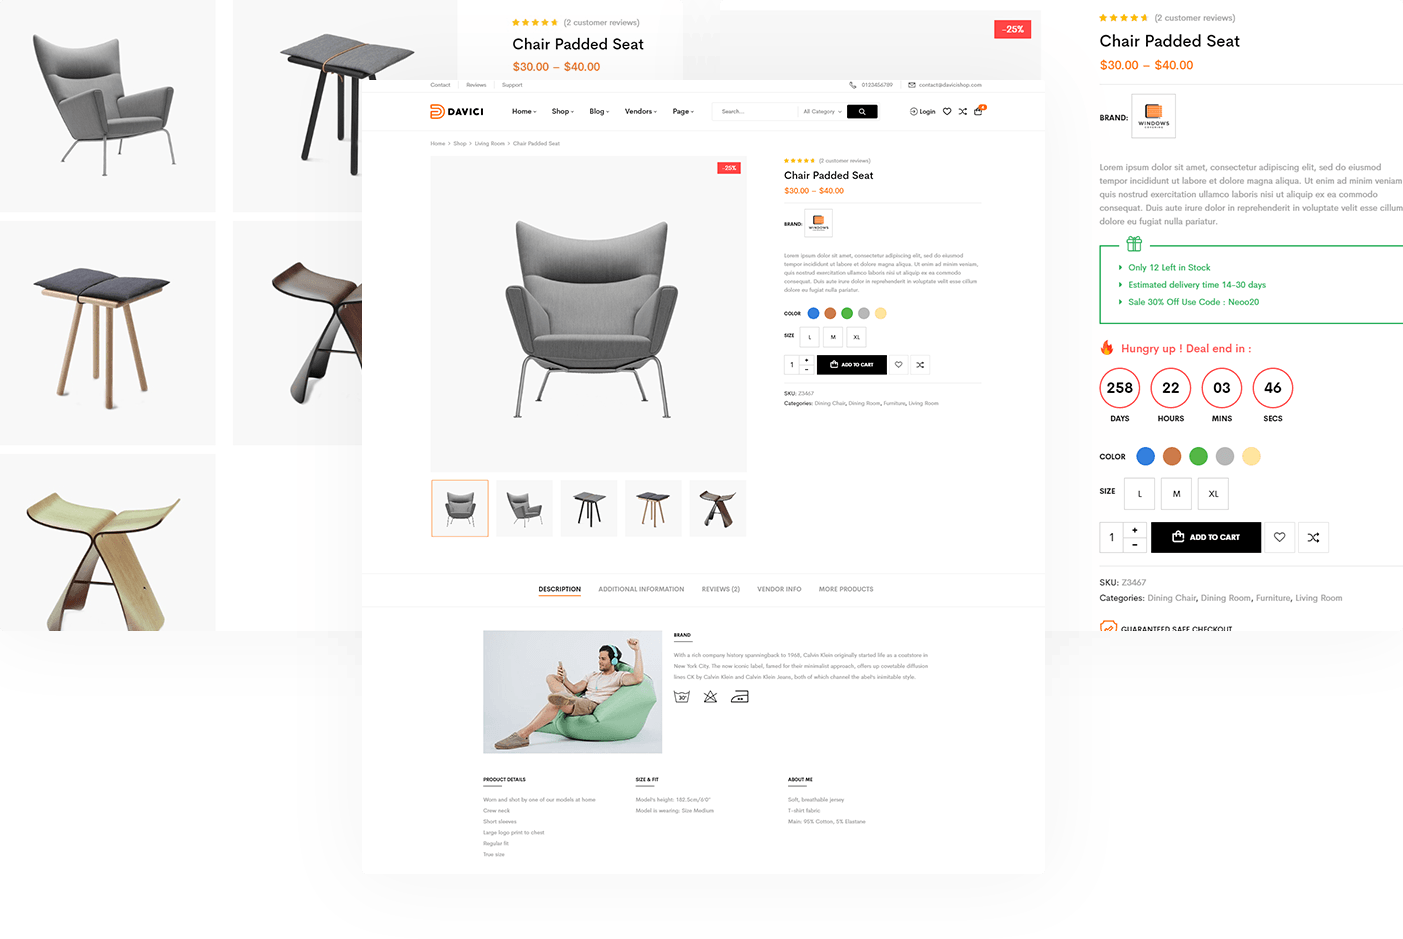 (2 customer reviews)
Chair Padded Seat
$30.00 – $40.00
-25%
Contact
Reviews
Support
0123456789
contact@davicishop.com
DAVICI
Home
Shop
Blog
Vendors
Page
Search...
All Category
Login
Home > Shop > Living Room > Chair Padded Seat
-25%
(2 customer reviews)
Chair Padded Seat
$30.00 – $40.00
BRAND:
WINDOWS
Lorem ipsum dolor sit amet, consectetur adipiscing elit, sed do eiusmod
tempor incididunt ut labore et dolore magna aliqua. Ut enim ad minim veniam,
quis nostrud exercitation ullamco laboris nisi ut aliquip ex ea commodo
consequat. Duis aute irure dolor in reprehenderit in voluptate velit esse cillum
dolore eu fugiat nulla pariatur.
COLOR
SIZE
L
M
XL
1
+
-
ADD TO CART
SKU: Z3467
Categories: Dining Chair, Dining Room, Furniture, Living Room
DESCRIPTION
ADDITIONAL INFORMATION
REVIEWS (2)
VENDOR INFO
MORE PRODUCTS
BRAND
With a rich company history spanningback to 1968, Calvin Klein originally started life as a coatstore in
New York City. The now iconic label, famed for their minimalist approach, offers up covetable diffusion
lines CK by Calvin Klein and Calvin Klein Jeans, both of which channel the abel's inimitable style.
30°
PRODUCT DETAILS
Worn and shot by one of our models at home
Crew neck
Short sleeves
Large logo print to chest
Regular fit
True size
SIZE & FIT
Model's height: 182.5cm/6'0"
Model is wearing: Size Medium
ABOUT ME
Soft, breathable jersey
T-shirt fabric
Main: 95% Cotton, 5% Elastane
(2 customer reviews)
Chair Padded Seat
$30.00 – $40.00
BRAND:
WINDOWS
Lorem ipsum dolor sit amet, consectetur adipiscing elit, sed do eiusmod
tempor incididunt ut labore et dolore magna aliqua. Ut enim ad minim veniam
quis nostrud exercitation ullamco laboris nisi ut aliquip ex ea commodo
consequat. Duis aute irure dolor in reprehenderit in voluptate velit esse cillum
dolore eu fugiat nulla pariatur.
Only 12 Left in Stock
Estimated delivery time 14-30 days
Sale 30% Off Use Code : Neoo20
Hungry up ! Deal end in :
258
22
03
46
DAYS
HOURS
MINS
SECS
COLOR
SIZE
L
M
XL
1
+
-
ADD TO CART
SKU: Z3467
Categories: Dining Chair, Dining Room, Furniture, Living Room
GUARANTEED SAFE CHECKOUT